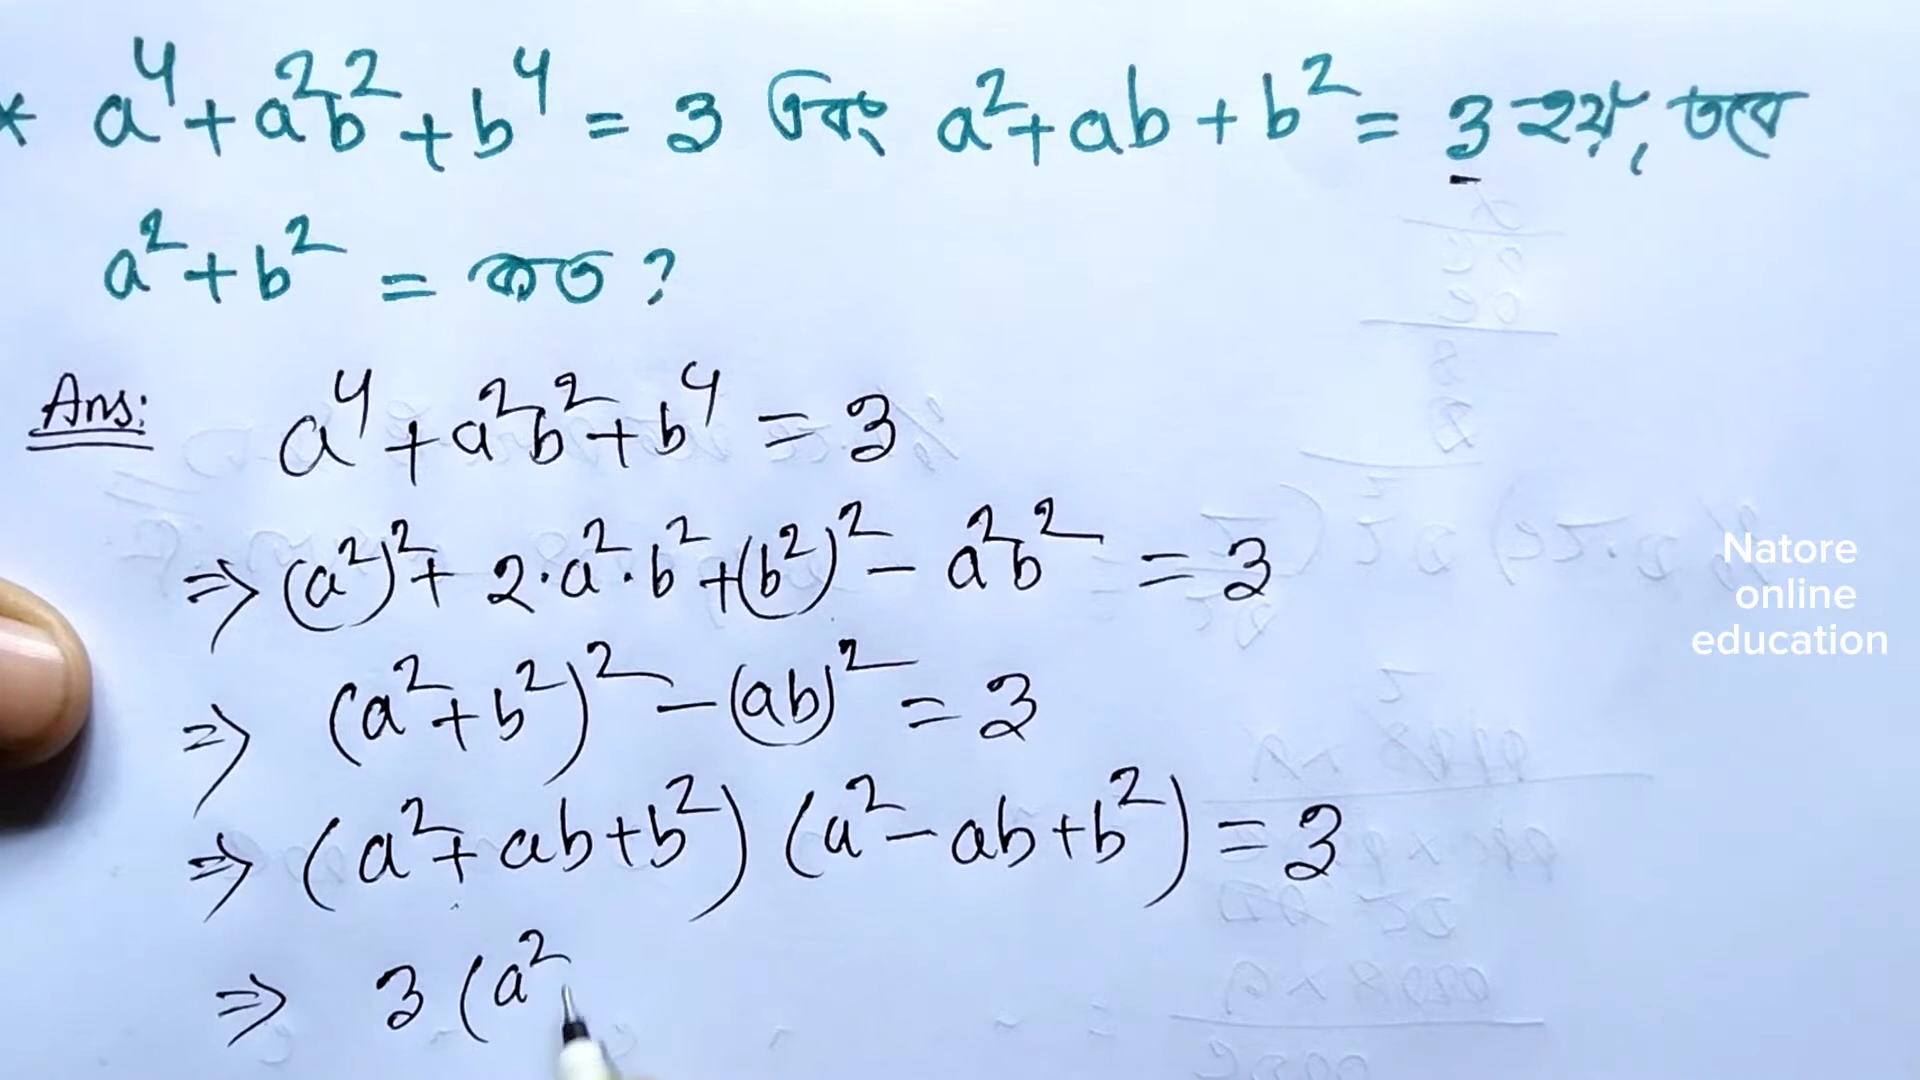 * a⁴+a²b²+b⁴ = 3 এবং a²+ab+b² = 3 হয়, তবে
a²+b² = কত ?
Ans: a⁴+a²b²+b⁴ = 3
⇒ (a²)²+ 2·a²·b²+(b²)² – a²b² = 3
⇒ (a²+b²)² – (ab)² = 3
⇒ (a²+ab+b²) (a²–ab+b²) = 3
⇒ 3 (a²
Natore
online
education